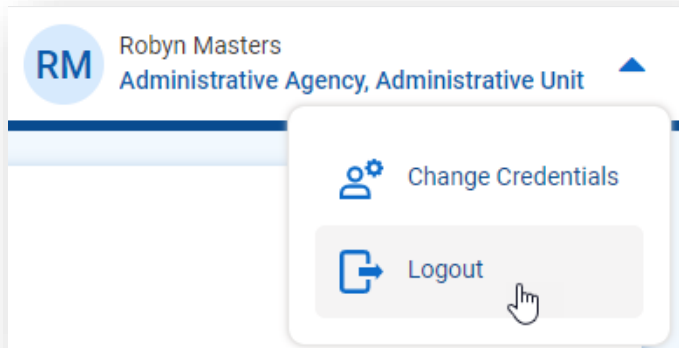 RM
Robyn Masters
Administrative Agency, Administrative Unit
Change Credentials
Logout